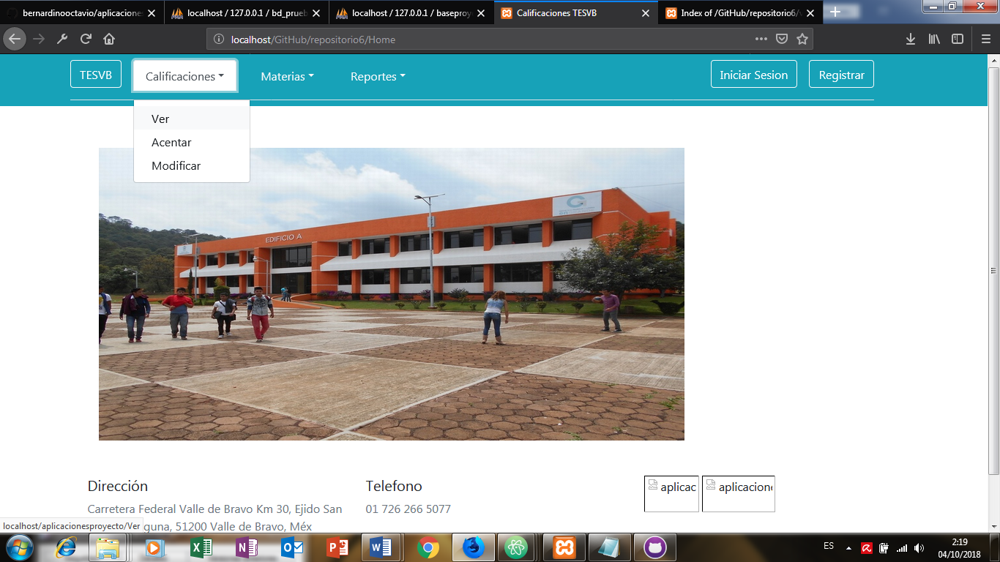 bernardinooctavio/aplicaciones
localhost / 127.0.0.1 / bd_prueb
localhost / 127.0.0.1 / baseproy
Calificaciones TESVB
Index of /GitHub/repositorio6/
localhost/GitHub/repositorio6/Home
TESVB
Calificaciones
Materias
Reportes
Iniciar Sesion
Registrar
Ver
Acentar
Modificar
EDIFICIO A
Dirección
Telefono
Carretera Federal Valle de Bravo Km 30, Ejido San
01 726 266 5077
aplicac
aplicacione
guna, 51200 Valle de Bravo, Méx
localhost/aplicacionesproyecto/Ver
ES
2:19
04/10/2018